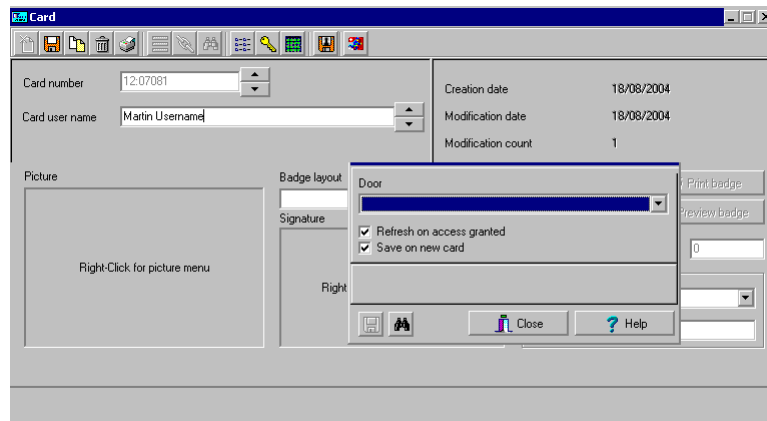 Card
Card number
12:07081
Card user name
Martin Username
Creation date
18/08/2004
Modification date
18/08/2004
Modification count
1
Picture
Right-Click for picture menu
Badge layout
Signature
Right
Door
Refresh on access granted
Save on new card
Close
Help
Print badge
Preview badge
0